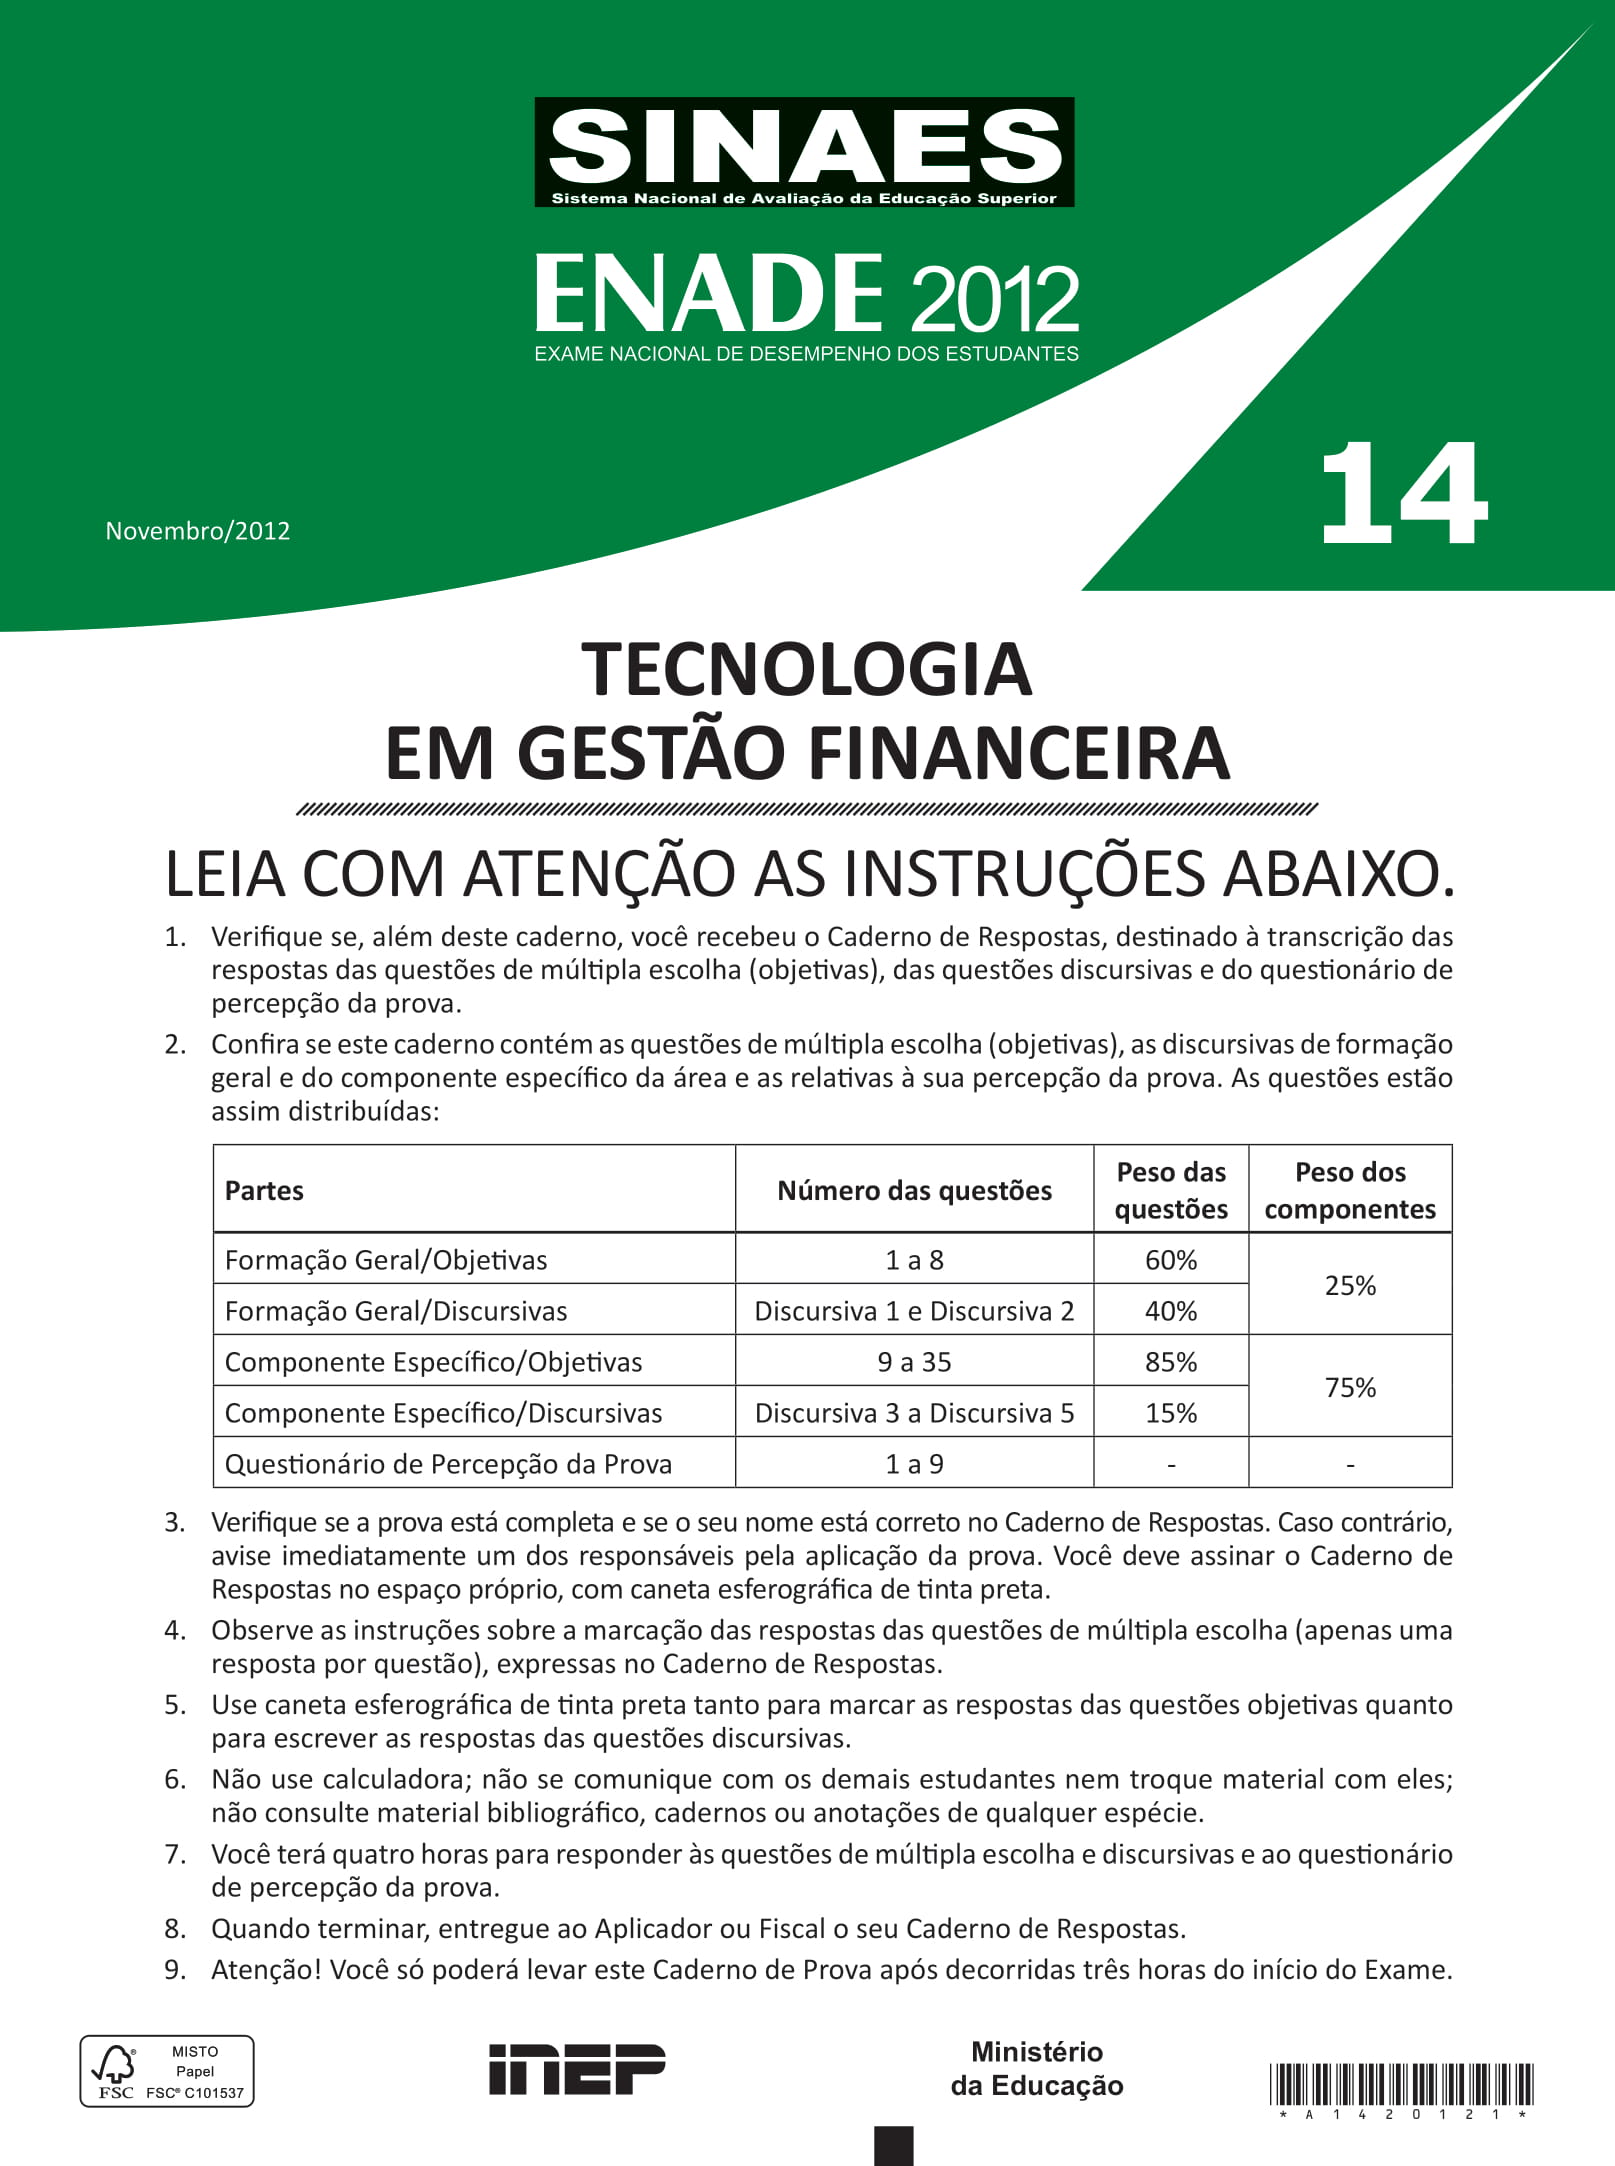 SINAES
Sistema Nacional de Avaliação da Educação Superior
ENADE 2012
EXAME NACIONAL DE DESEMPENHO DOS ESTUDANTES
Novembro/2012
14
TECNOLOGIA
EM GESTÃO FINANCEIRA
LEIA COM ATENÇÃO AS INSTRUÇÕES ABAIXO.
1. Verifique se, além deste caderno, você recebeu o Caderno de Respostas, destinado à transcrição das
respostas das questões de múltipla escolha (objetivas), das questões discursivas e do questionário de
percepção da prova.
2. Confira se este caderno contém as questões de múltipla escolha (objetivas), as discursivas de formação
geral e do componente específico da área e as relativas à sua percepção da prova. As questões estão
assim distribuídas:
Partes Número das questões Peso das questões Peso dos componentes
Formação Geral/Objetivas 1 a 8 60% 25%
Formação Geral/Discursivas Discursiva 1 e Discursiva 2 40%
Componente Específico/Objetivas 9 a 35 85% 75%
Componente Específico/Discursivas Discursiva 3 a Discursiva 5 15%
Questionário de Percepção da Prova 1 a 9 - -
3. Verifique se a prova está completa e se o seu nome está correto no Caderno de Respostas. Caso contrário,
avise imediatamente um dos responsáveis pela aplicação da prova. Você deve assinar o Caderno de
Respostas no espaço próprio, com caneta esferográfica de tinta preta.
4. Observe as instruções sobre a marcação das respostas das questões de múltipla escolha (apenas uma
resposta por questão), expressas no Caderno de Respostas.
5. Use caneta esferográfica de tinta preta tanto para marcar as respostas das questões objetivas quanto
para escrever as respostas das questões discursivas.
6. Não use calculadora; não se comunique com os demais estudantes nem troque material com eles;
não consulte material bibliográfico, cadernos ou anotações de qualquer espécie.
7. Você terá quatro horas para responder às questões de múltipla escolha e discursivas e ao questionário
de percepção da prova.
8. Quando terminar, entregue ao Aplicador ou Fiscal o seu Caderno de Respostas.
9. Atenção! Você só poderá levar este Caderno de Prova após decorridas três horas do início do Exame.
MISTO
Papel
FSC FSC® C101537
INEP
Ministério
da Educação
* A 1 4 2 0 1 2 1 *